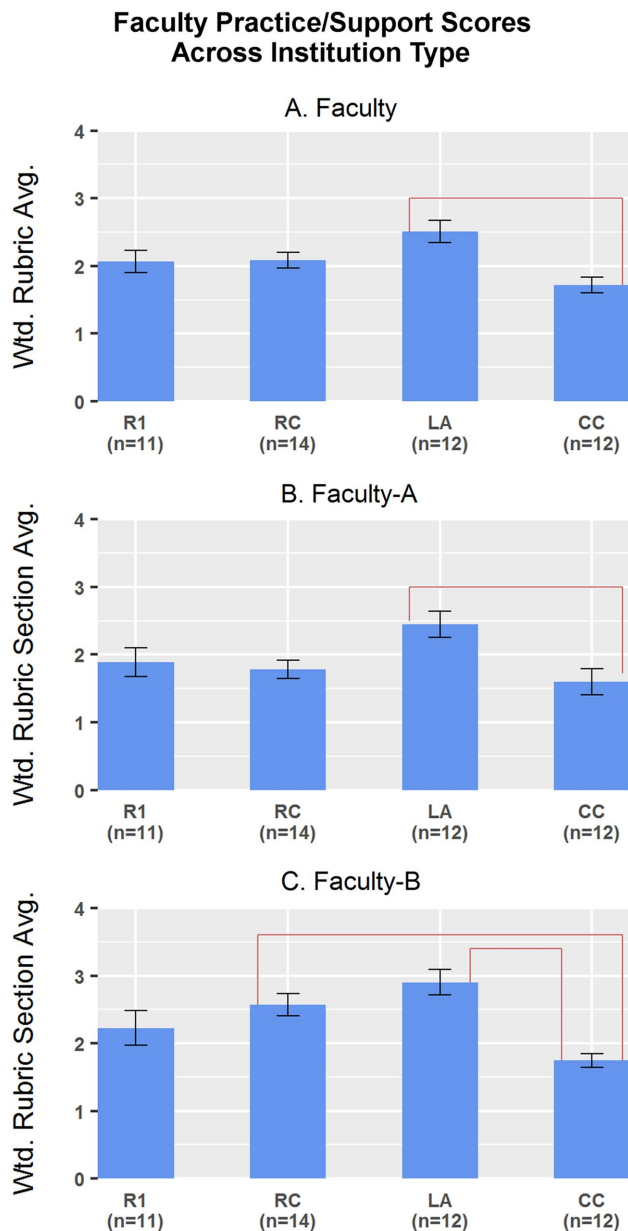 Faculty Practice/Support Scores
Across Institution Type
A. Faculty
Wtd. Rubric Avg.
4
3
2
1
0
R1 RC LA CC
(n=11) (n=14) (n=12) (n=12)
B. Faculty-A
Wtd. Rubric Section Avg.
4
3
2
1
0
R1 RC LA CC
(n=11) (n=14) (n=12) (n=12)
C. Faculty-B
Wtd. Rubric Section Avg.
4
3
2
1
0
R1 RC LA CC
(n=11) (n=14) (n=12) (n=12)